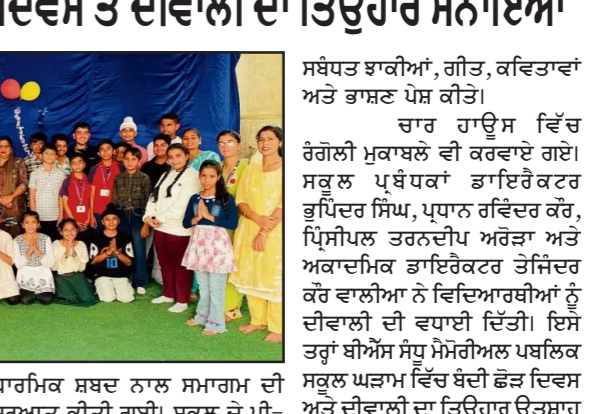 ਦਿਵਸ ਤੇ ਦੀਵਾਲੀ ਦਾ ਤਿਉਹਾਰ ਮਨਾਇਆ
ਧਾਰਮਿਕ ਸ਼ਬਦ ਨਾਲ ਸਮਾਗਮ ਦੀ
ਕੀਤੀ ਗਈ। ਸਕੂਲ ਦੇ ਪ੍ਰੀ-
ਸਬੰਧਤ ਝਾਕੀਆਂ, ਗੀਤ, ਕਵਿਤਾਵਾਂ
ਅਤੇ ਭਾਸ਼ਣ ਪੇਸ਼ ਕੀਤੇ।
ਚਾਰ ਹਾਊਸ ਵਿੱਚ
ਰੰਗੋਲੀ ਮੁਕਾਬਲੇ ਵੀ ਕਰਵਾਏ ਗਏ।
ਸਕੂਲ ਪ੍ਰਬੰਧਕਾਂ ਡਾਇਰੈਕਟਰ
ਭੁਪਿੰਦਰ ਸਿੰਘ, ਪ੍ਰਧਾਨ ਰਵਿੰਦਰ ਕੌਰ,
ਪ੍ਰਿੰਸੀਪਲ ਤਰਨਦੀਪ ਅਰੋੜਾ ਅਤੇ
ਅਕਾਦਮਿਕ ਡਾਇਰੈਕਟਰ ਤੇਜਿੰਦਰ
ਕੌਰ ਵਾਲੀਆ ਨੇ ਵਿਦਿਆਰਥੀਆਂ ਨੂੰ
ਦੀਵਾਲੀ ਦੀ ਵਧਾਈ ਦਿੱਤੀ। ਇਸੇ
ਤਰ੍ਹਾਂ ਬੀਐੱਸ ਸੰਧੂ ਮੈਮੋਰੀਅਲ ਪਬਲਿਕ
ਸਕੂਲ ਘੜਾਮ ਵਿੱਚ ਬੰਦੀ ਛੋੜ ਦਿਵਸ
ਅਤੇ ਦੀਵਾਲੀ ਦਾ ਤਿਉਹਾਰ ਉਤਸ਼ਾਹ